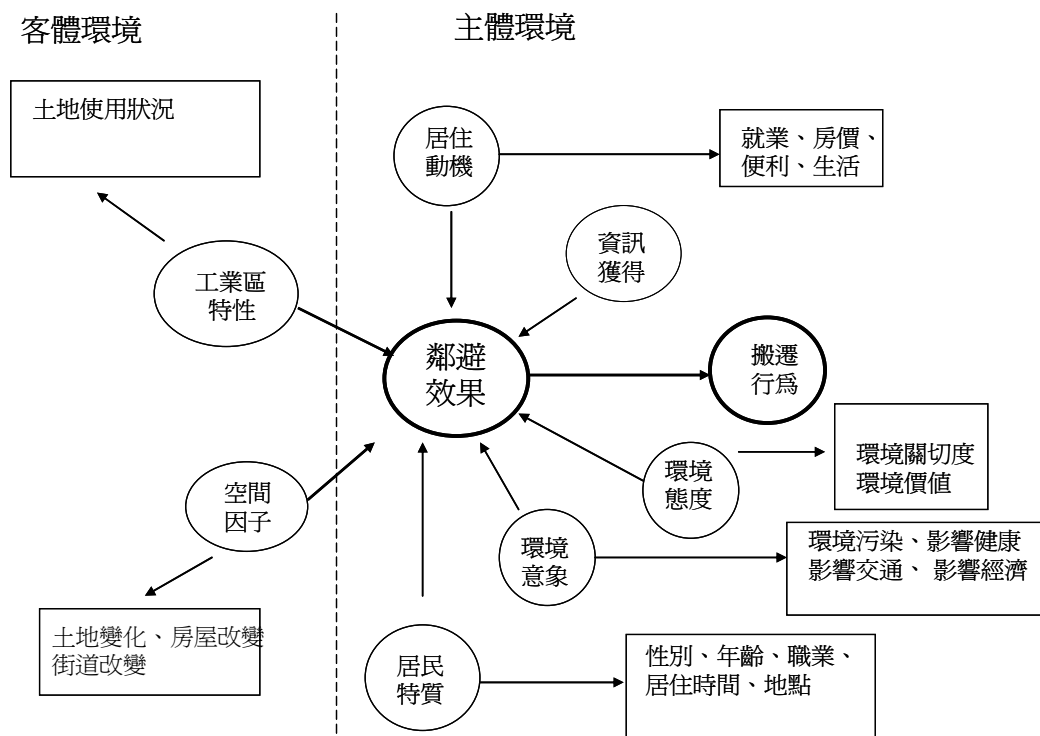 客體環境
主體環境
土地使用狀況
居住
動機
就業、房價、
便利、生活
資訊
獲得
工業區
特性
鄰避
效果
搬遷
行為
環境
態度
環境關切度
環境價值
空間
因子
環境
意象
環境污染、影響健康
影響交通、影響經濟
土地變化、房屋改變
街道改變
居民
特質
性別、年齡、職業、
居住時間、地點